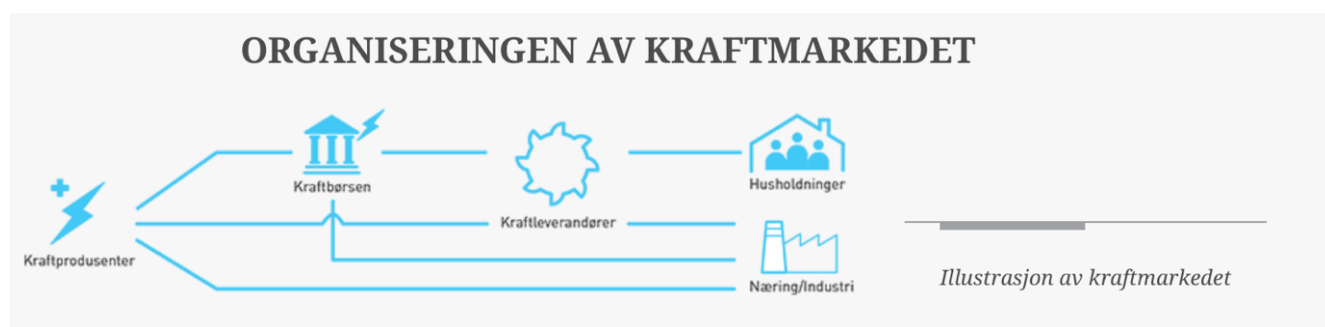 ORGANISERINGEN AV KRAFTMARKEDET
Kraftbørsen
Husholdninger
Kraftleverandører
Kraftprodusenter
Næring/Industri
Illustrasjon av kraftmarkedet